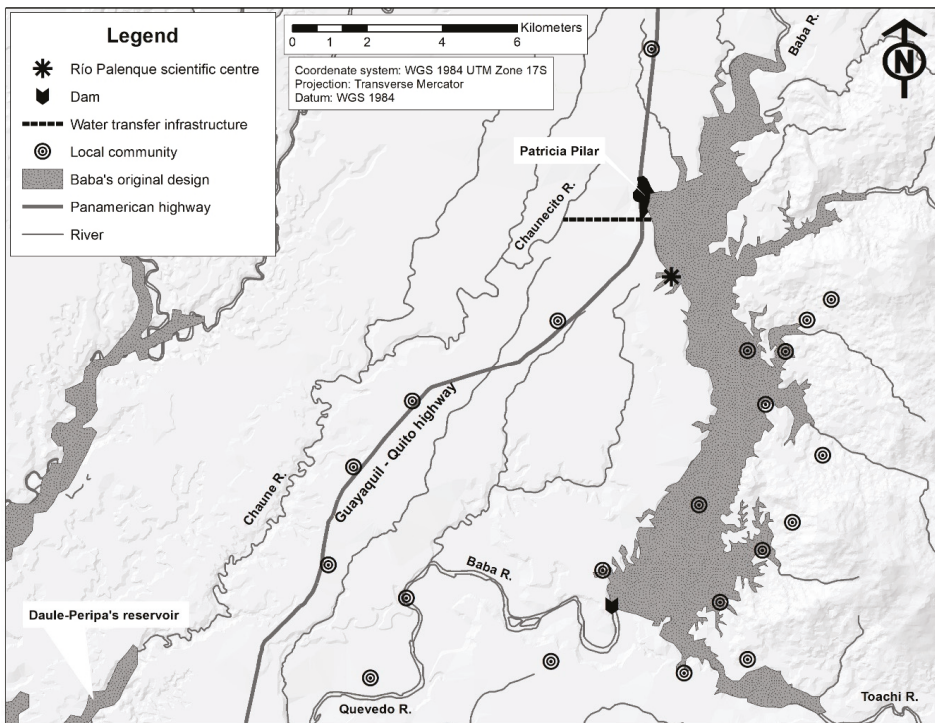 Legend
Río Palenque scientific centre
Dam
Water transfer infrastructure
Local community
Baba's original design
Panamerican highway
River
Kilometers
0 1 2 4 6
Coordenate system: WGS 1984 UTM Zone 17S
Projection: Transverse Mercator
Datum: WGS 1984
N
Baba R.
Patricia Pilar
Chaunecito R.
Guayaquil - Quito highway
Chaune R.
Baba R.
Daule-Peripa's reservoir
Quevedo R.
Toachi R.